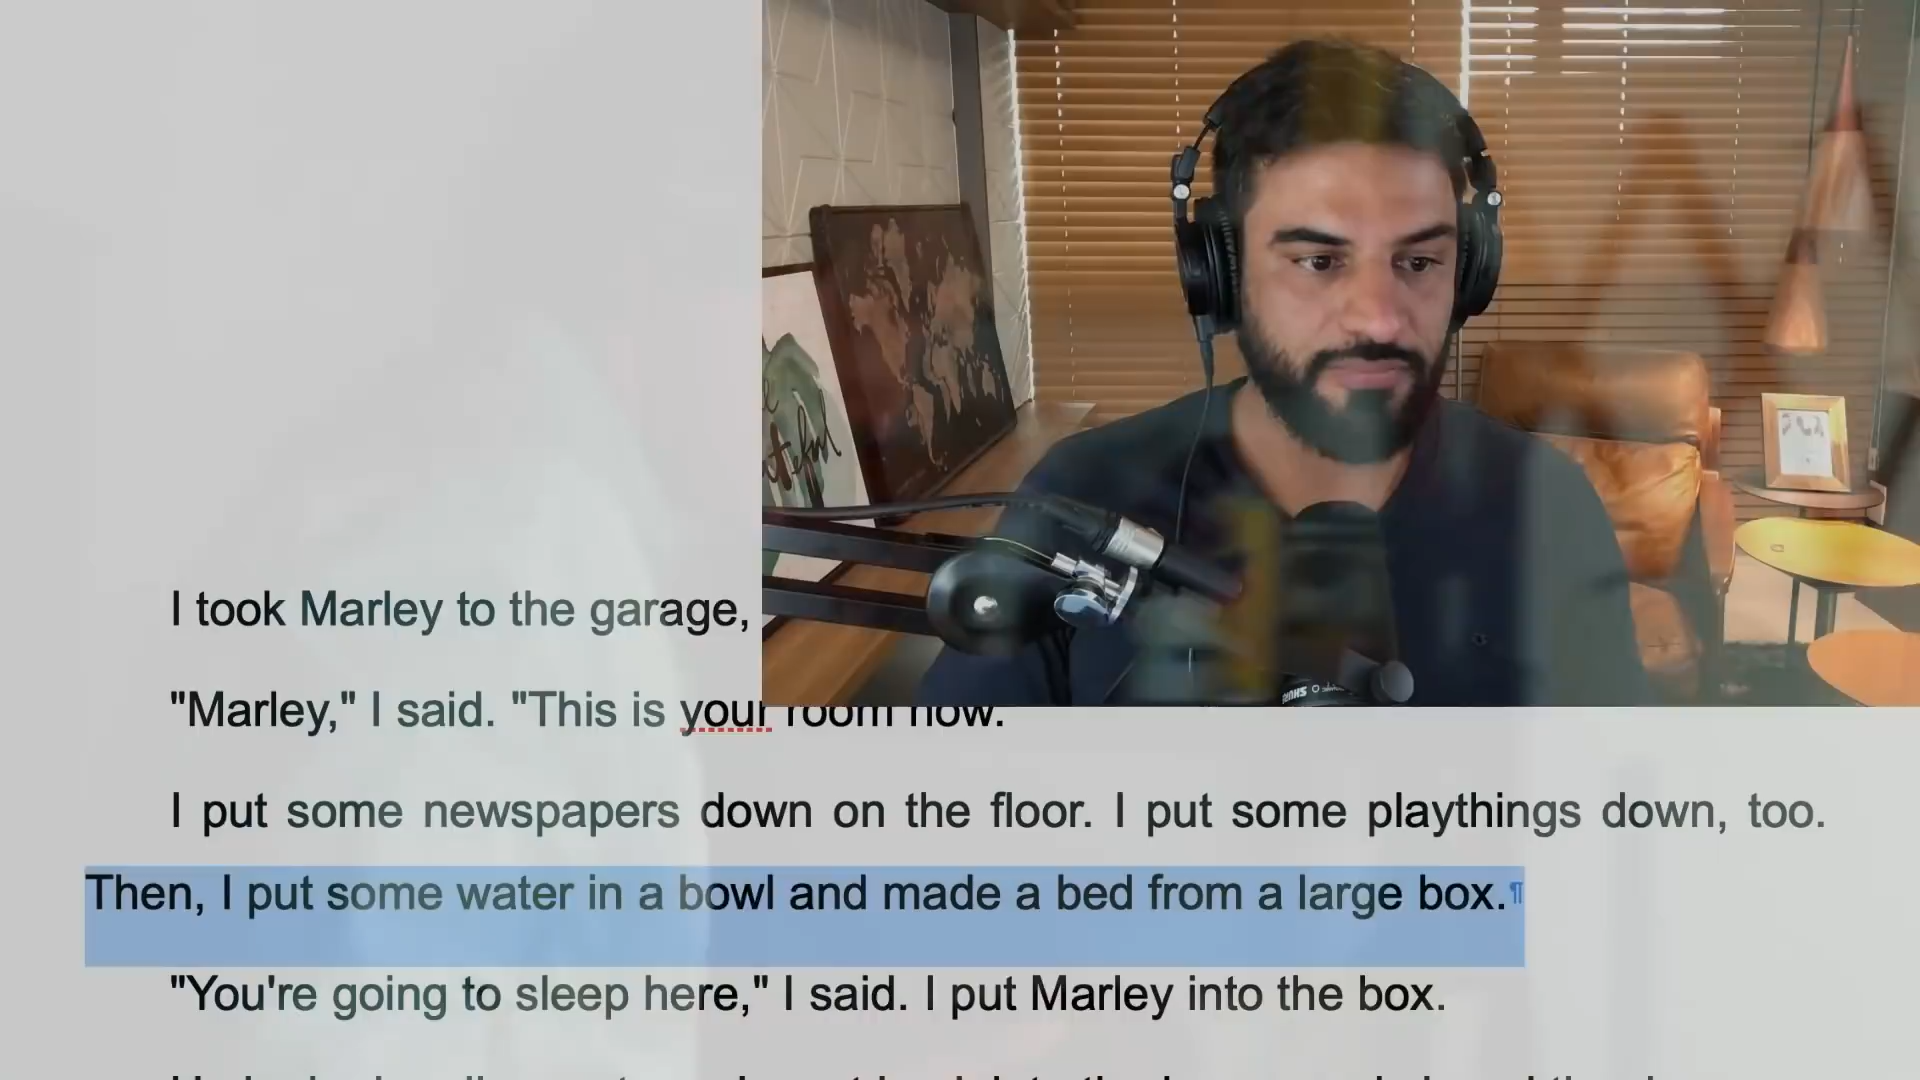 I took Marley to the garage,
"Marley," I said. "This is your room now.
I put some newspapers down on the floor. I put some playthings down, too.
Then, I put some water in a bowl and made a bed from a large box.¶
"You're going to sleep here," I said. I put Marley into the box.